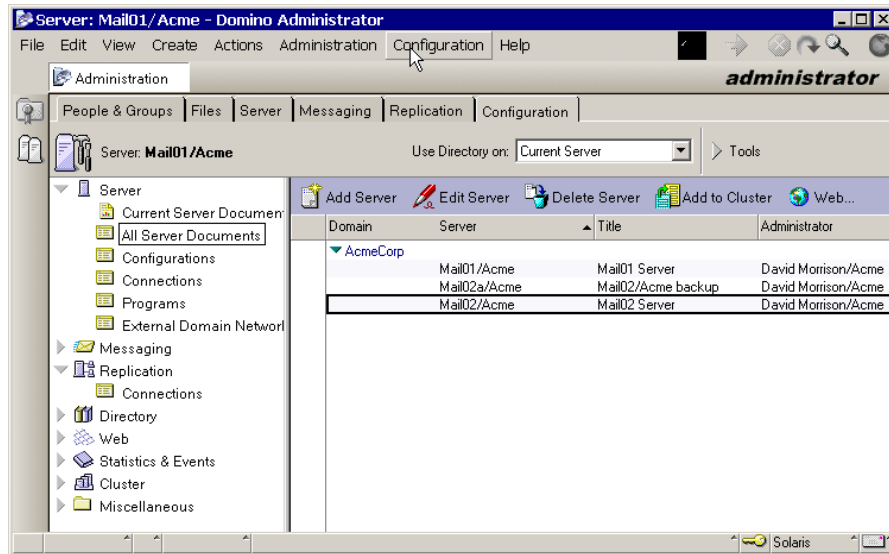 Server: Mail01/Acme - Domino Administrator
File Edit View Create Actions Administration Configuration Help
Administration
administrator
People & Groups Files Server Messaging Replication Configuration
Server: Mail01/Acme Use Directory on: Current Server Tools
Server
Current Server Documen
All Server Documents
Configurations
Connections
Programs
External Domain Networl
Messaging
Replication
Connections
Directory
Web
Statistics & Events
Cluster
Miscellaneous
Add Server Edit Server Delete Server Add to Cluster Web...
Domain Server Title Administrator
AcmeCorp
Mail01/Acme Mail01 Server David Morrison/Acme
Mail02a/Acme Mail02/Acme backup David Morrison/Acme
Mail02/Acme Mail02 Server David Morrison/Acme
Solaris